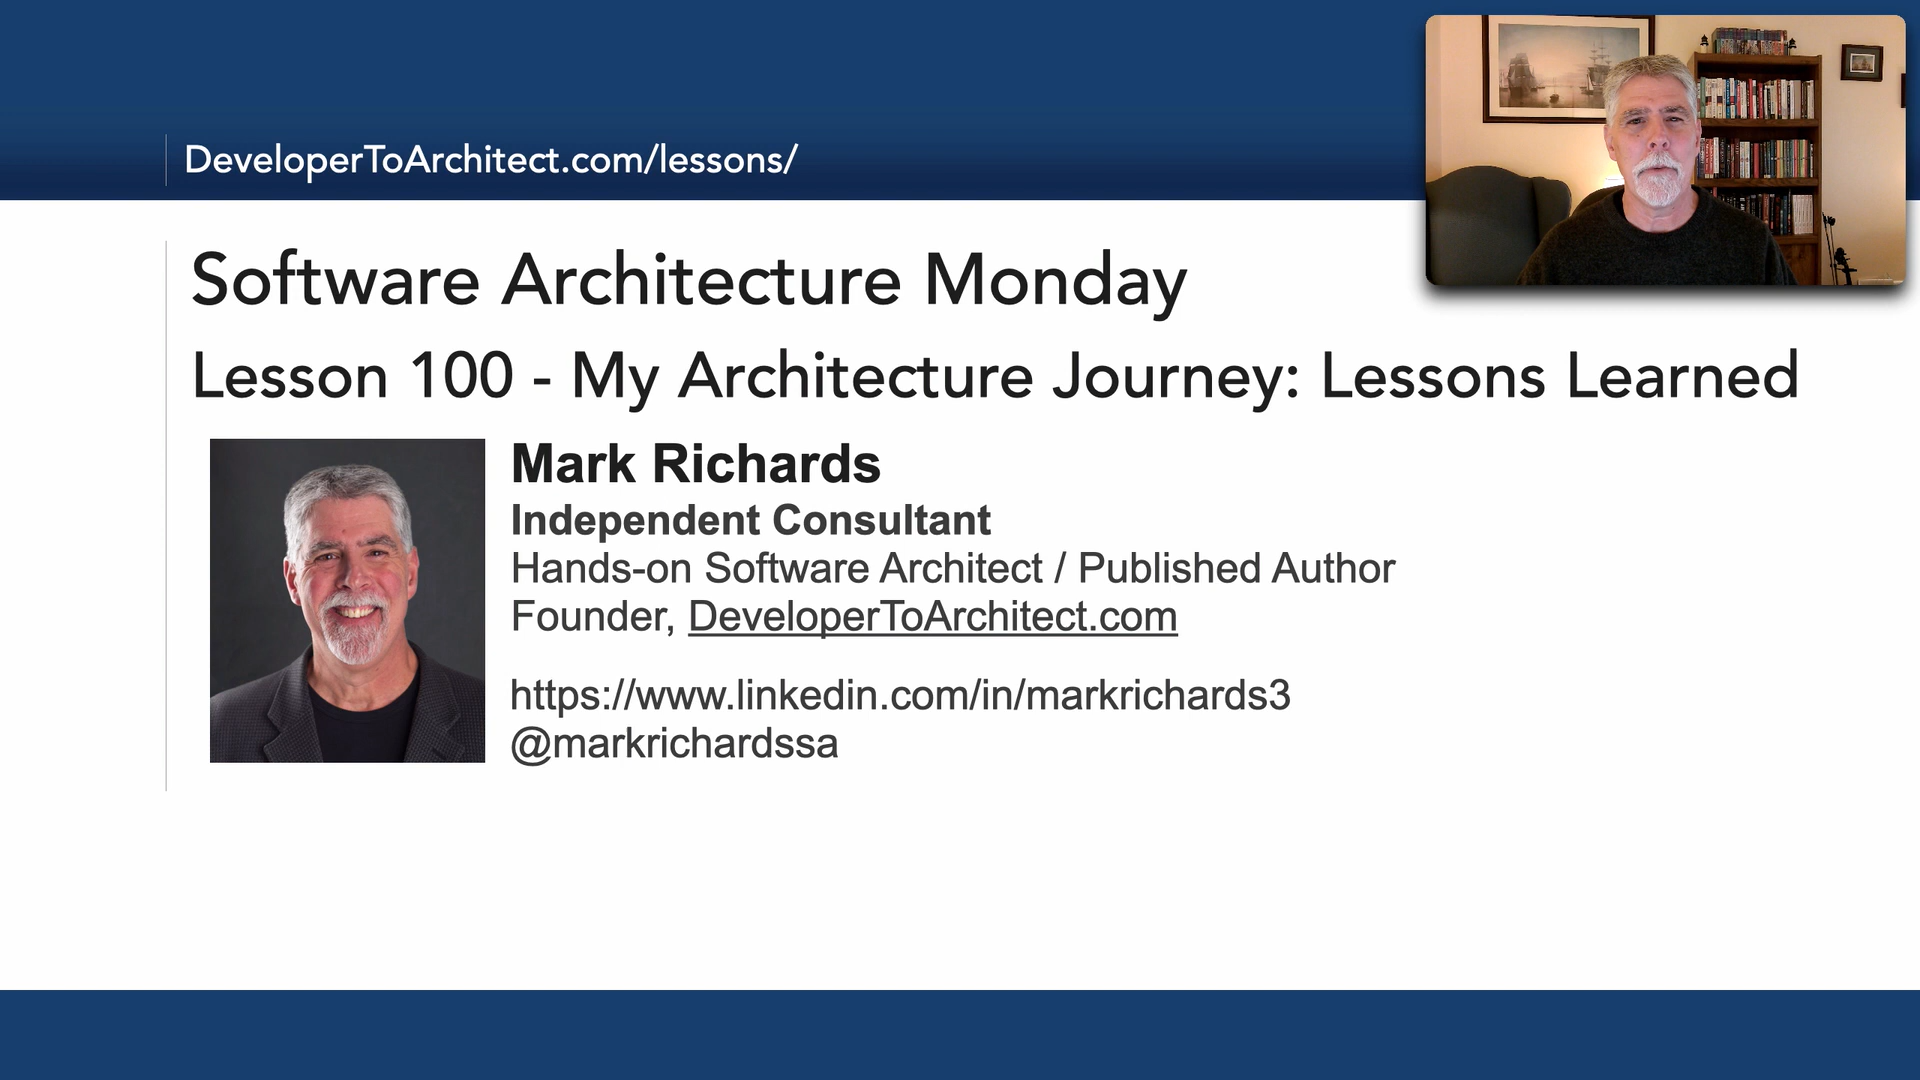 DeveloperToArchitect.com/lessons/
Software Architecture Monday
Lesson 100 - My Architecture Journey: Lessons Learned
Mark Richards
Independent Consultant
Hands-on Software Architect / Published Author
Founder, DeveloperToArchitect.com
https://www.linkedin.com/in/markrichards3
@markrichardssa